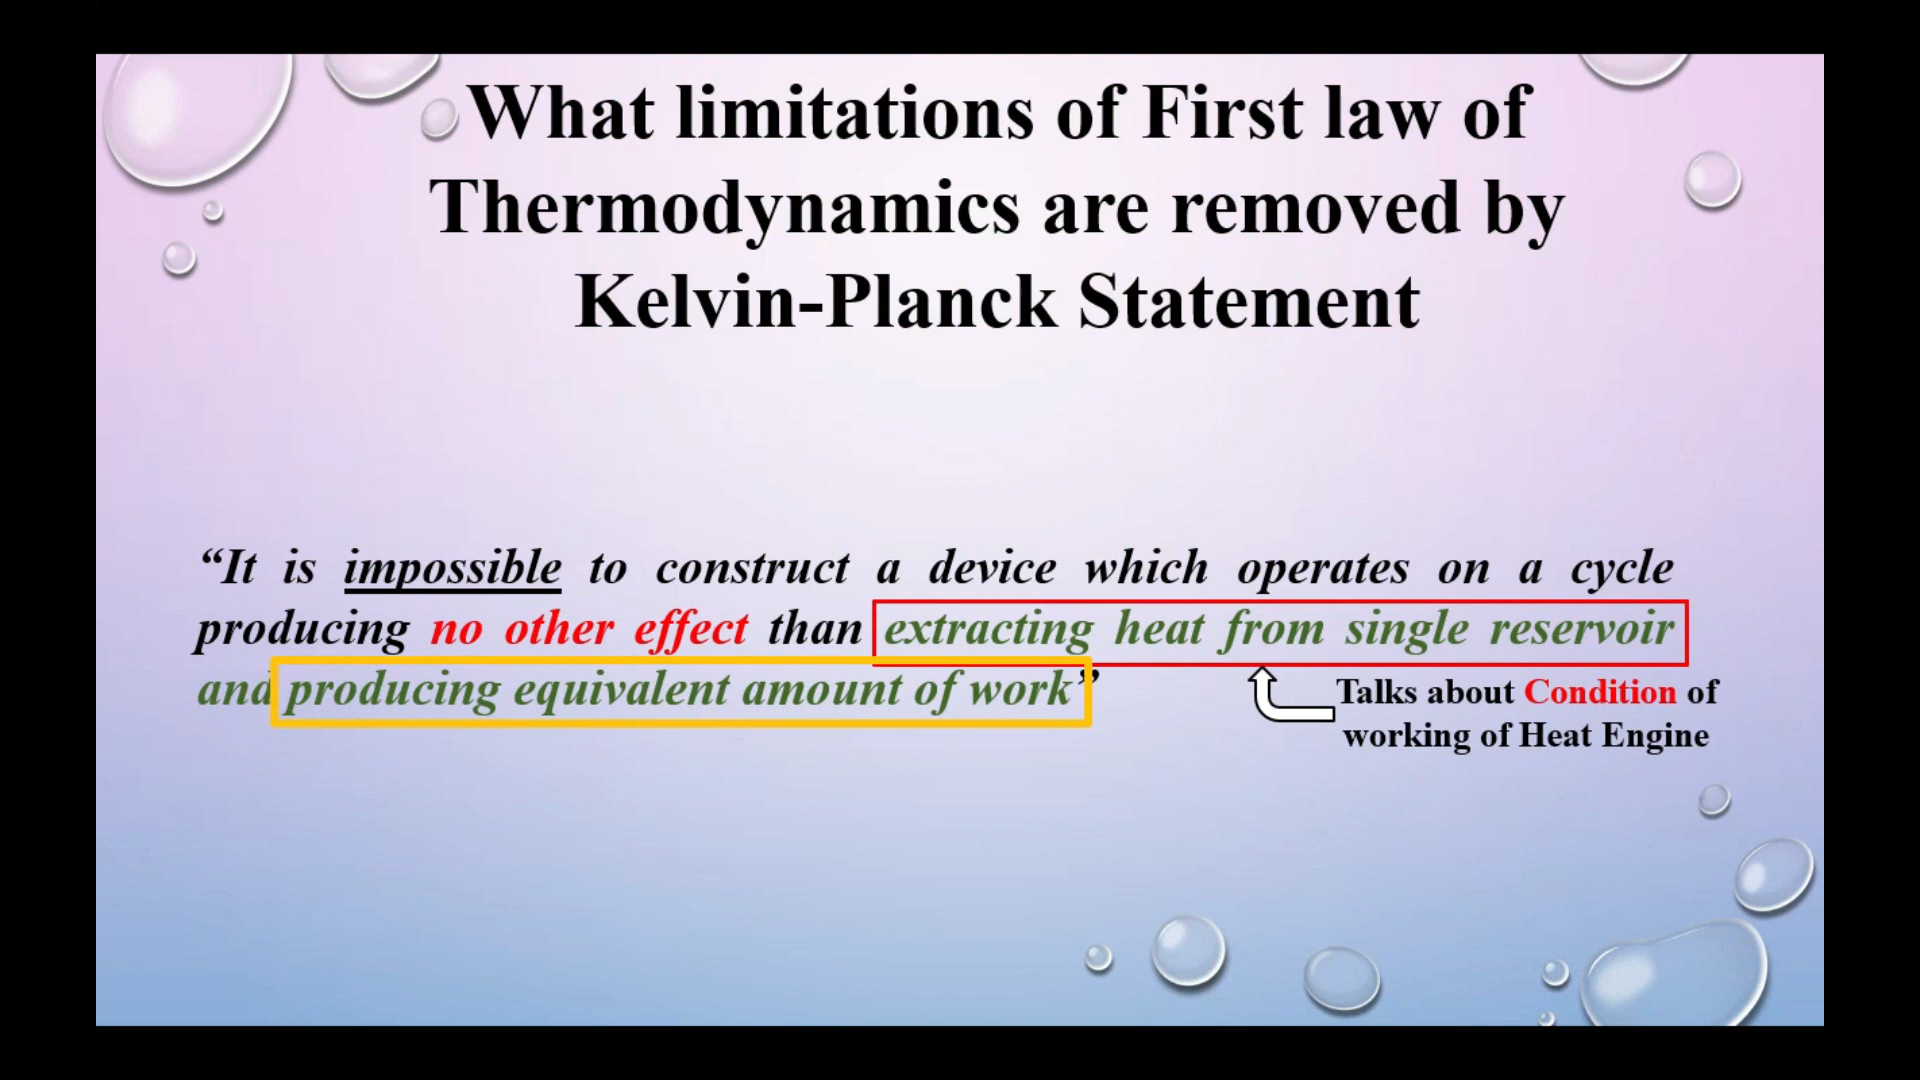 What limitations of First law of
Thermodynamics are removed by
Kelvin-Planck Statement
“It is impossible to construct a device which operates on a cycle
producing no other effect than extracting heat from single reservoir
and producing equivalent amount of work”
Talks about Condition of
working of Heat Engine